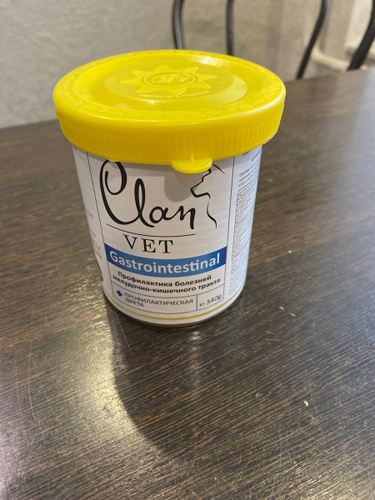 Clan
VET
Gastrointestinal
Профилактика болезней
желудочно-кишечного тракта
ПРОФИЛАКТИЧЕСКАЯ
ДИЕТА
e 340g